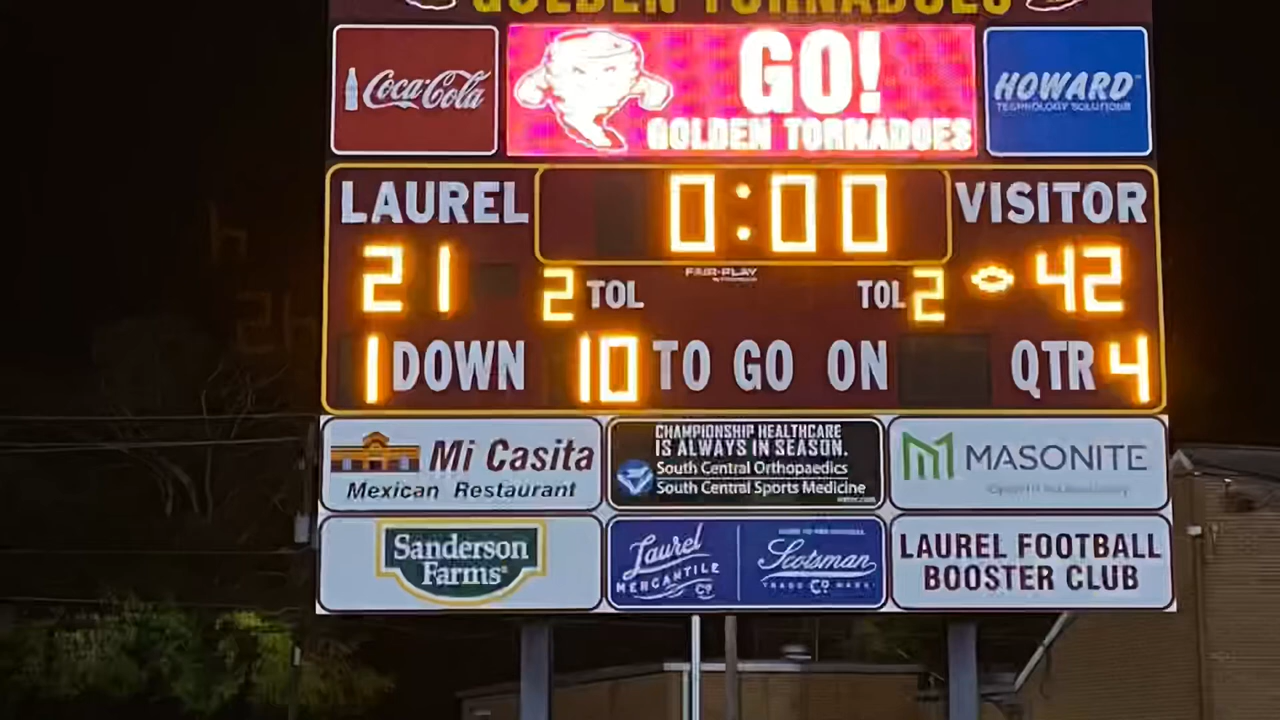 GOLDEN TORNADOES
Coca-Cola
GO!
GOLDEN TORNADOES
HOWARD
TECHNOLOGY SOLUTIONS
LAUREL
0:00
VISITOR
21
2 TOL
FAIR-PLAY
TOL 2
42
1 DOWN 10 TO GO ON
QTR 4
Mi Casita
Mexican Restaurant
CHAMPIONSHIP HEALTHCARE
IS ALWAYS IN SEASON.
South Central Orthopaedics
South Central Sports Medicine
MASONITE
Sanderson
Farms
Laurel
MERCANTILE
CO
Scotsman
CO
LAUREL FOOTBALL
BOOSTER CLUB